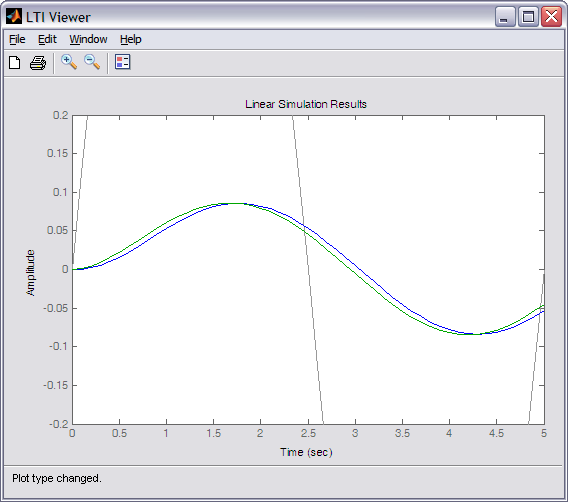 LTI Viewer
File Edit Window Help
Linear Simulation Results
0.2
0.15
0.1
0.05
0
-0.05
-0.1
-0.15
-0.2
Amplitude
0 0.5 1 1.5 2 2.5 3 3.5 4 4.5 5
Time (sec)
Plot type changed.